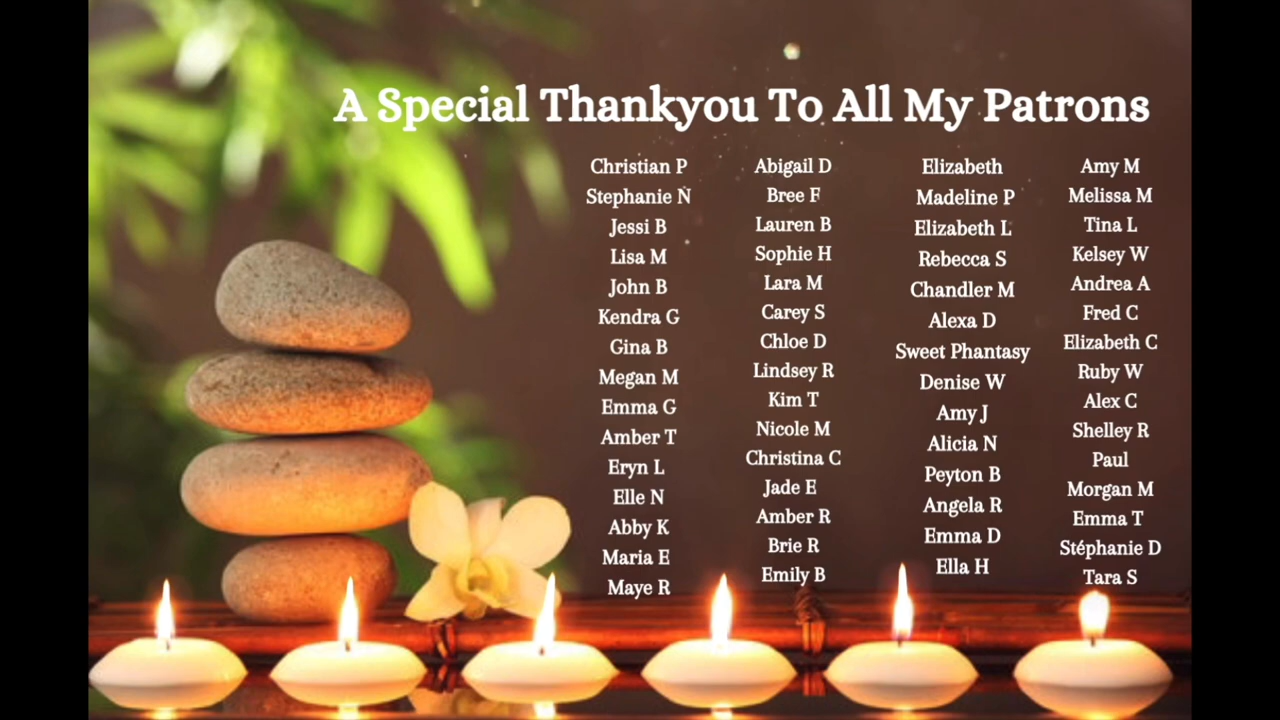 A Special Thankyou To All My Patrons
Christian P
Stephanie N
Jessi B
Lisa M
John B
Kendra G
Gina B
Megan M
Emma G
Amber T
Eryn L
Elle N
Abby K
Maria E
Maye R
Abigail D
Bree F
Lauren B
Sophie H
Lara M
Carey S
Chloe D
Lindsey R
Kim T
Nicole M
Christina C
Jade E
Amber R
Brie R
Emily B
Elizabeth
Madeline P
Elizabeth L
Rebecca S
Chandler M
Alexa D
Sweet Phantasy
Denise W
Amy J
Alicia N
Peyton B
Angela R
Emma D
Ella H
Amy M
Melissa M
Tina L
Kelsey W
Andrea A
Fred C
Elizabeth C
Ruby W
Alex C
Shelley R
Paul
Morgan M
Emma T
Stéphanie D
Tara S